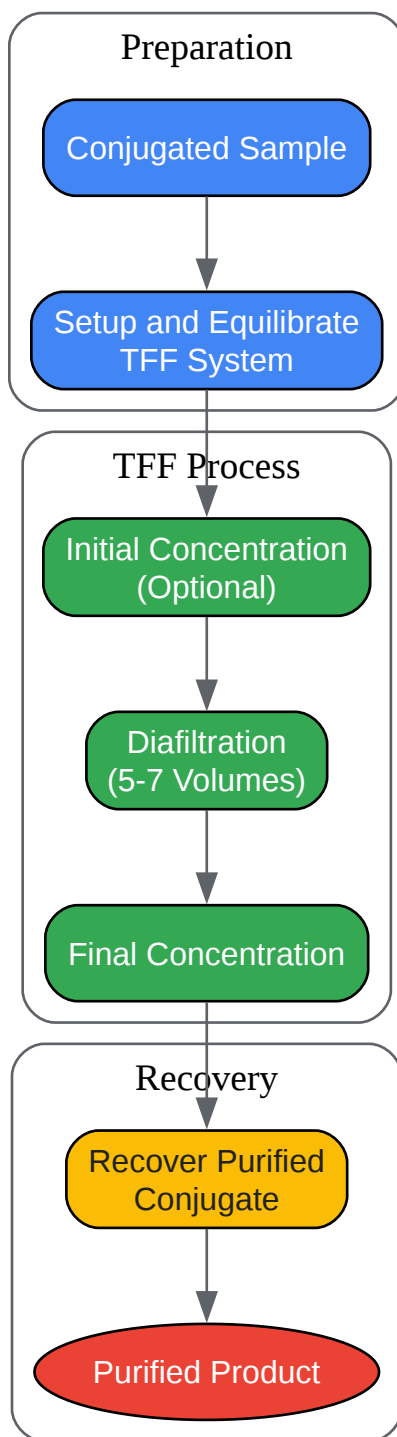 Preparation
Conjugated Sample
Setup and Equilibrate
TFF System
TFF Process
Initial Concentration
(Optional)
Diafiltration
(5-7 Volumes)
Final Concentration
Recovery
Recover Purified
Conjugate
Purified Product